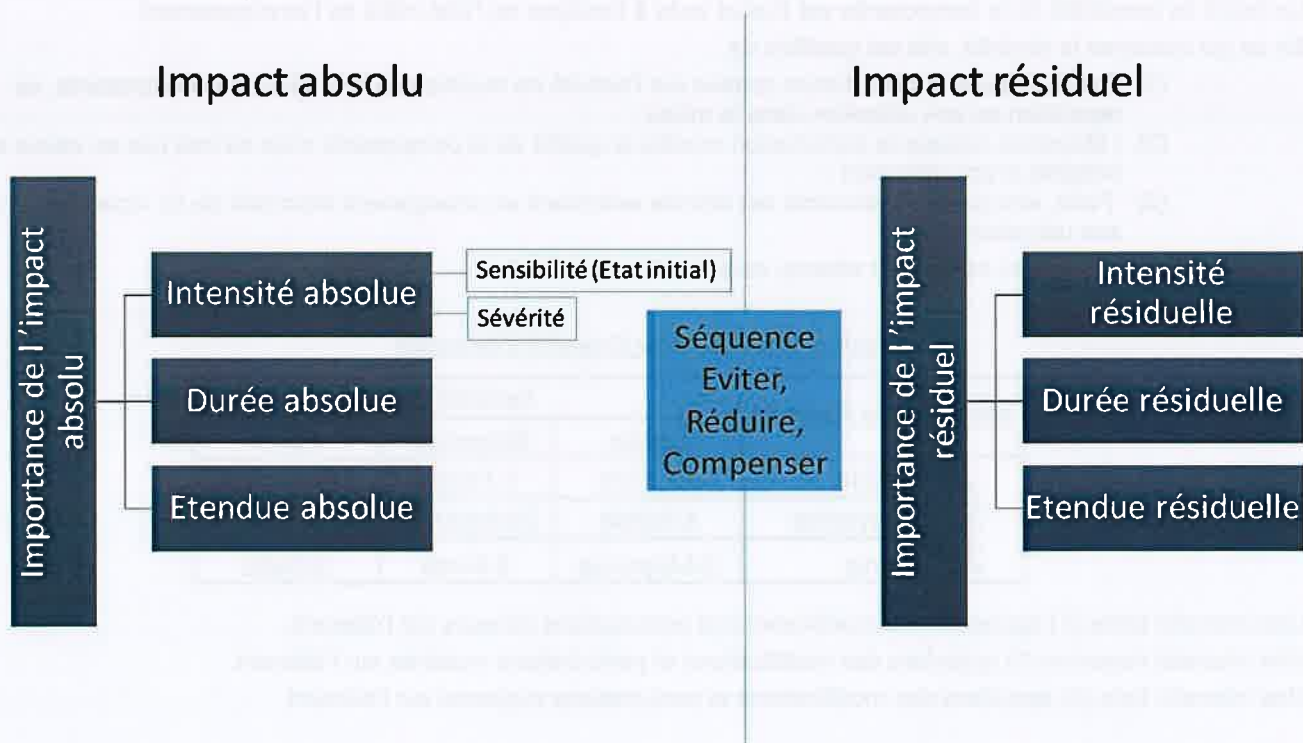 Impact absolu
Importance de l'impact
absolu
Intensité absolue
Sensibilité (Etat initial)
Sévérité
Durée absolue
Etendue absolue
Séquence
Eviter,
Réduire,
Compenser
Impact résiduel
Importance de l'impact
résiduel
Intensité
résiduelle
Durée résiduelle
Etendue résiduelle